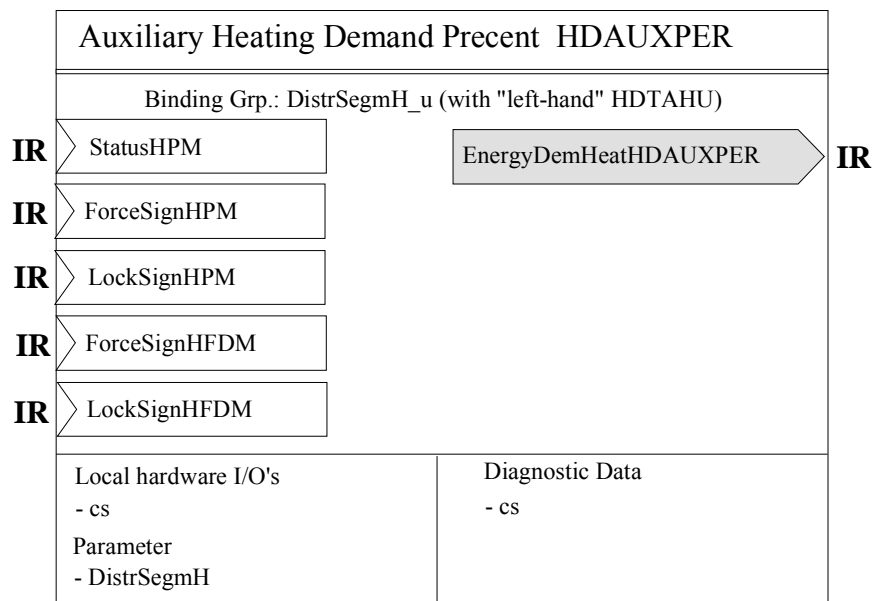 Auxiliary Heating Demand Precent HDAUXPER
Binding Grp.: DistrSegmH_u (with "left-hand" HDTAHU)
IR StatusHPM EnergyDemHeatHDAUXPER IR
IR ForceSignHPM
IR LockSignHPM
IR ForceSignHFDM
IR LockSignHFDM
Local hardware I/O's
- cs
Parameter
- DistrSegmH
Diagnostic Data
- cs